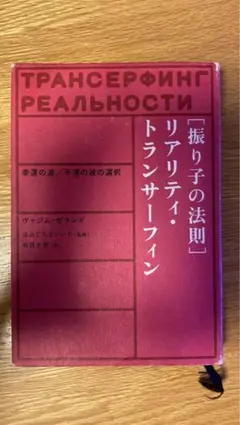 ТРАНСЕРФИНГ
РЕАЛЬНОСТИ
[振り子の法則]
リアリティ・
トランサーフィン
幸運の波／不運の波の選択
ヴァジム・ゼランド